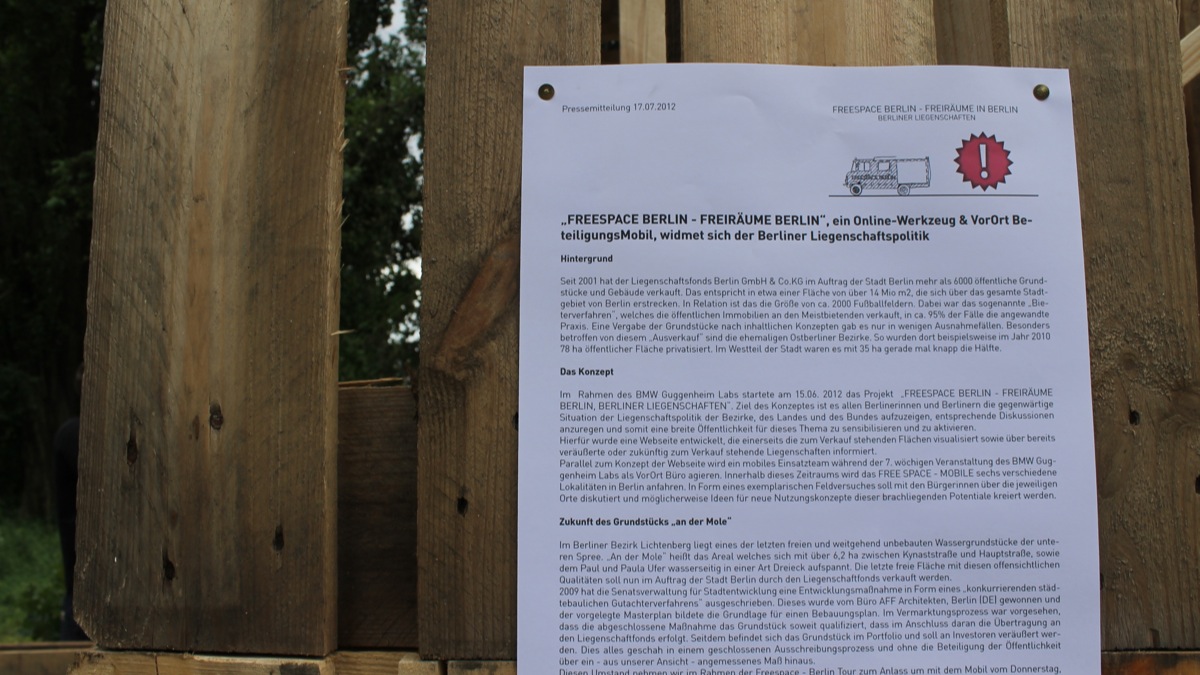 Pressemitteilung 17.07.2012
FREESPACE BERLIN - FREIRÄUME IN BERLIN
BERLINER LIEGENSCHAFTEN
!
„FREESPACE BERLIN - FREIRÄUME BERLIN“, ein Online-Werkzeug & VorOrt Be-
teiligungsMobil, widmet sich der Berliner Liegenschaftspolitik
Hintergrund
Seit 2001 hat der Liegenschaftsfonds Berlin GmbH & Co.KG im Auftrag der Stadt Berlin mehr als 6000 öffentliche Grund-
stücke und Gebäude verkauft. Das entspricht in etwa einer Fläche von über 14 Mio m2, die sich über das gesamte Stadt-
gebiet von Berlin erstrecken. In Relation ist das die Größe von ca. 2000 Fußballfeldern. Dabei war das sogenannte „Bie-
terverfahren“, welches die öffentlichen Immobilien an den Meistbietenden verkauft, in ca. 95% der Fälle die angewandte
Praxis. Eine Vergabe der Grundstücke nach inhaltlichen Konzepten gab es nur in wenigen Ausnahmefällen. Besonders
betroffen von diesem „Ausverkauf“ sind die ehemaligen Ostberliner Bezirke. So wurden dort beispielsweise im Jahr 2010
78 ha öffentlicher Fläche privatisiert. Im Westteil der Stadt waren es mit 35 ha gerade mal knapp die Hälfte.
Das Konzept
Im Rahmen des BMW Guggenheim Labs startete am 15.06. 2012 das Projekt „FREESPACE BERLIN - FREIRÄUME
BERLIN, BERLINER LIEGENSCHAFTEN“. Ziel des Konzeptes ist es allen Berlinerinnen und Berlinern die gegenwärtige
Situation der Liegenschaftspolitik der Bezirke, des Landes und des Bundes aufzuzeigen, entsprechende Diskussionen
anzuregen und somit eine breite Öffentlichkeit für dieses Thema zu sensibilisieren und zu aktivieren.
Hierfür wurde eine Webseite entwickelt, die einerseits die zum Verkauf stehenden Flächen visualisiert sowie über bereits
veräußerte oder zukünftig zum Verkauf stehende Liegenschaften informiert.
Parallel zum Konzept der Webseite wird ein mobiles Einsatzteam während der 7. wöchigen Veranstaltung des BMW Gug-
genheim Labs als VorOrt Büro agieren. Innerhalb dieses Zeitraums wird das FREE SPACE - MOBILE sechs verschiedene
Lokalitäten in Berlin anfahren. In Form eines exemplarischen Feldversuches soll mit den Bürgerinnen über die jeweiligen
Orte diskutiert und möglicherweise Ideen für neue Nutzungskonzepte dieser brachliegenden Potentiale kreiert werden.
Zukunft des Grundstücks „an der Mole“
Im Berliner Bezirk Lichtenberg liegt eines der letzten freien und weitgehend unbebauten Wassergrundstücke der unte-
ren Spree. „An der Mole“ heißt das Areal welches sich mit über 6,2 ha zwischen Kynaststraße und Hauptstraße, sowie
dem Paul und Paula Ufer wasserseitig in einer Art Dreieck aufspannt. Die letzte freie Fläche mit diesen offensichtlichen
Qualitäten soll nun im Auftrag der Stadt Berlin durch den Liegenschaftfonds verkauft werden.
2009 hat die Senatsverwaltung für Stadtentwicklung eine Entwicklungsmaßnahme in Form eines „konkurrierenden städ-
tebaulichen Gutachterverfahrens“ ausgeschrieben. Dieses wurde vom Büro AFF Architekten, Berlin [DE] gewonnen und
der vorgelegte Masterplan bildete die Grundlage für einen Bebauungsplan. Im Vermarktungsprozess war vorgesehen,
dass die abgeschlossene Maßnahme das Grundstück soweit qualifiziert, dass im Anschluss daran die Übertragung an
den Liegenschaftfonds erfolgt. Seitdem befindet sich das Grundstück im Portfolio und soll an Investoren veräußert wer-
den. Dies alles geschah in einem geschlossenen Ausschreibungsprozess und ohne die Beteiligung der Öffentlichkeit
über ein - aus unserer Ansicht - angemessenes Maß hinaus.
Diesen Umstand nehmen wir im Rahmen der Freespace - Berlin Tour zum Anlass um mit dem Mobil vom Donnerstag,